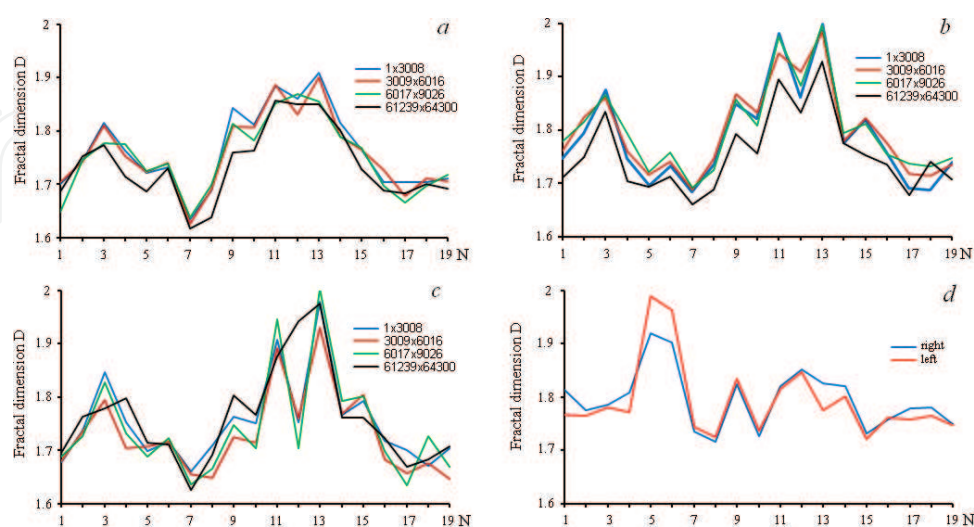 a
Fractal dimension D
2
1.9
1.8
1.7
1.6
1x3008
3009x6016
6017x9026
61239x64300
1 3 5 7 9 11 13 15 17 19 N
b
Fractal dimension D
2
1.9
1.8
1.7
1.6
1x3008
3009x6016
6017x9026
61239x64300
1 3 5 7 9 11 13 15 17 19 N
c
Fractal dimension D
2
1.9
1.8
1.7
1.6
1x3008
3009x6016
6017x9026
61239x64300
1 3 5 7 9 11 13 15 17 19 N
d
Fractal dimension D
2
1.9
1.8
1.7
1.6
right
left
1 3 5 7 9 11 13 15 17 19 N